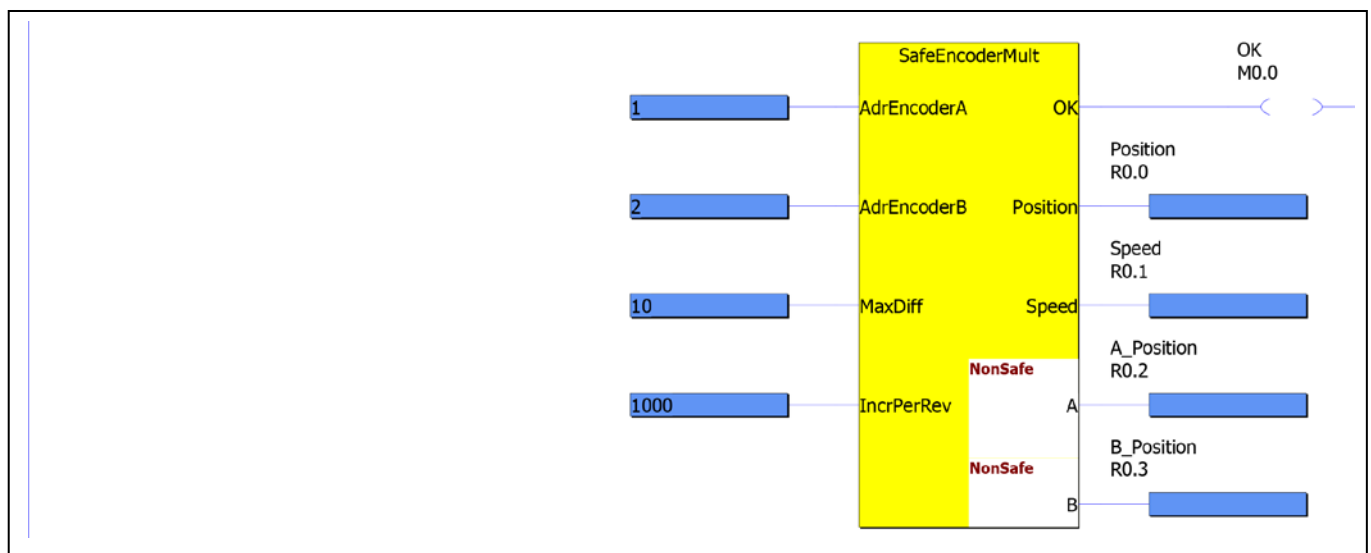 SafeEncoderMult
OK
M0.0
1
AdrEncoderA
OK
Position
R0.0
2
AdrEncoderB
Position
Speed
R0.1
10
MaxDiff
Speed
A_Position
R0.2
NonSafe
1000
IncrPerRev
A
B_Position
R0.3
NonSafe
B